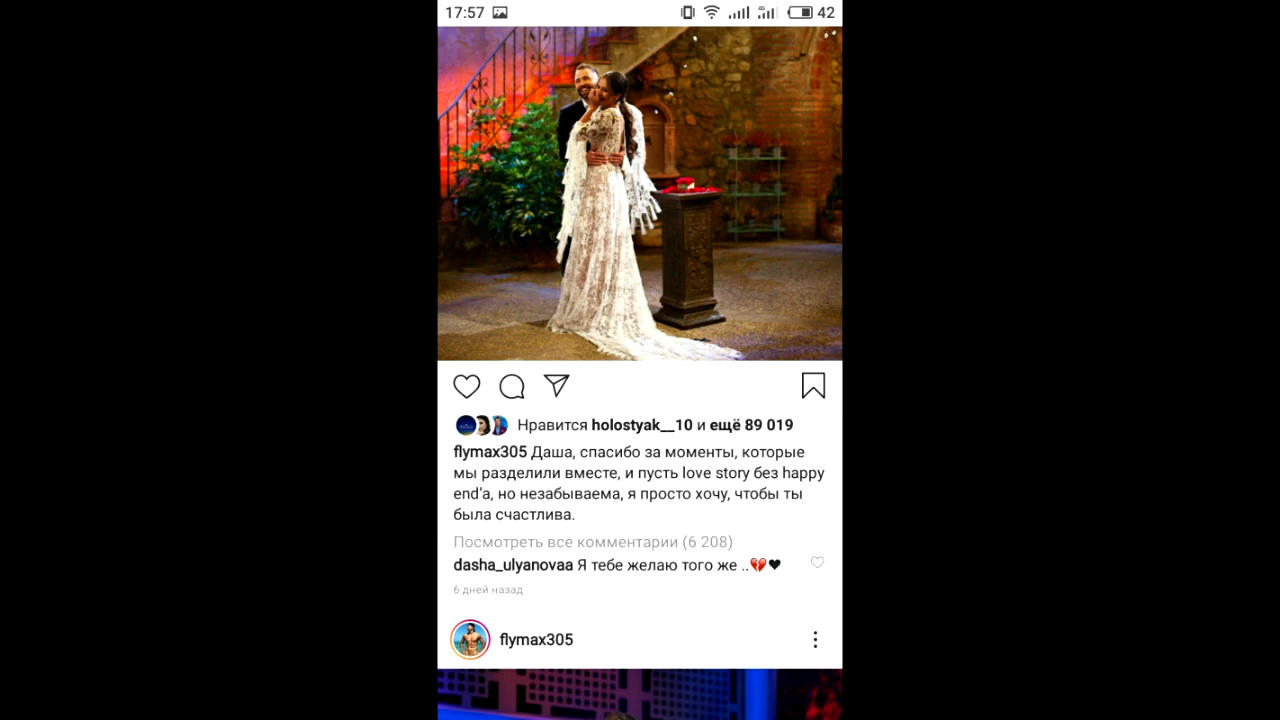 17:57 42
Нравится holostyak__10 и ещё 89 019
flymax305 Даша, спасибо за моменты, которые
мы разделили вместе, и пусть love story без happy
end'а, но незабываема, я просто хочу, чтобы ты
была счастлива.
Посмотреть все комментарии (6 208)
dasha_ulyanovaa Я тебе желаю того же ..💔🖤
6 дней назад
flymax305